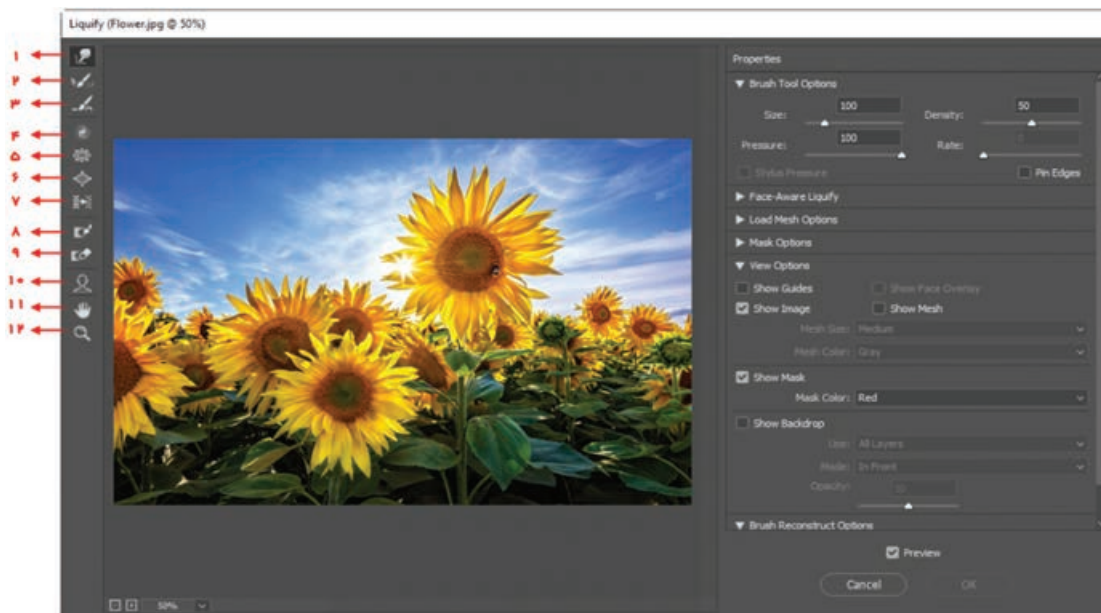 Liquify (Flower.jpg @ 50%)
۱
۲
۳
۴
۵
۶
۷
۸
۹
۱۰
۱۱
۱۲
Properties
Brush Tool Options
Size: 100 Density: 50
Pressure: 100 Rate:
Stylus Pressure Pin Edges
Face-Aware Liquify
Load Mesh Options
Mask Options
View Options
Show Guides Show Face Overlay
Show Image Show Mesh
Mesh Size: Medium
Mesh Color: Gray
Show Mask
Mask Color: Red
Show Backdrop
Use: All Layers
Mode: In Front
Opacity:
Brush Reconstruct Options
Preview
Cancel OK
50%